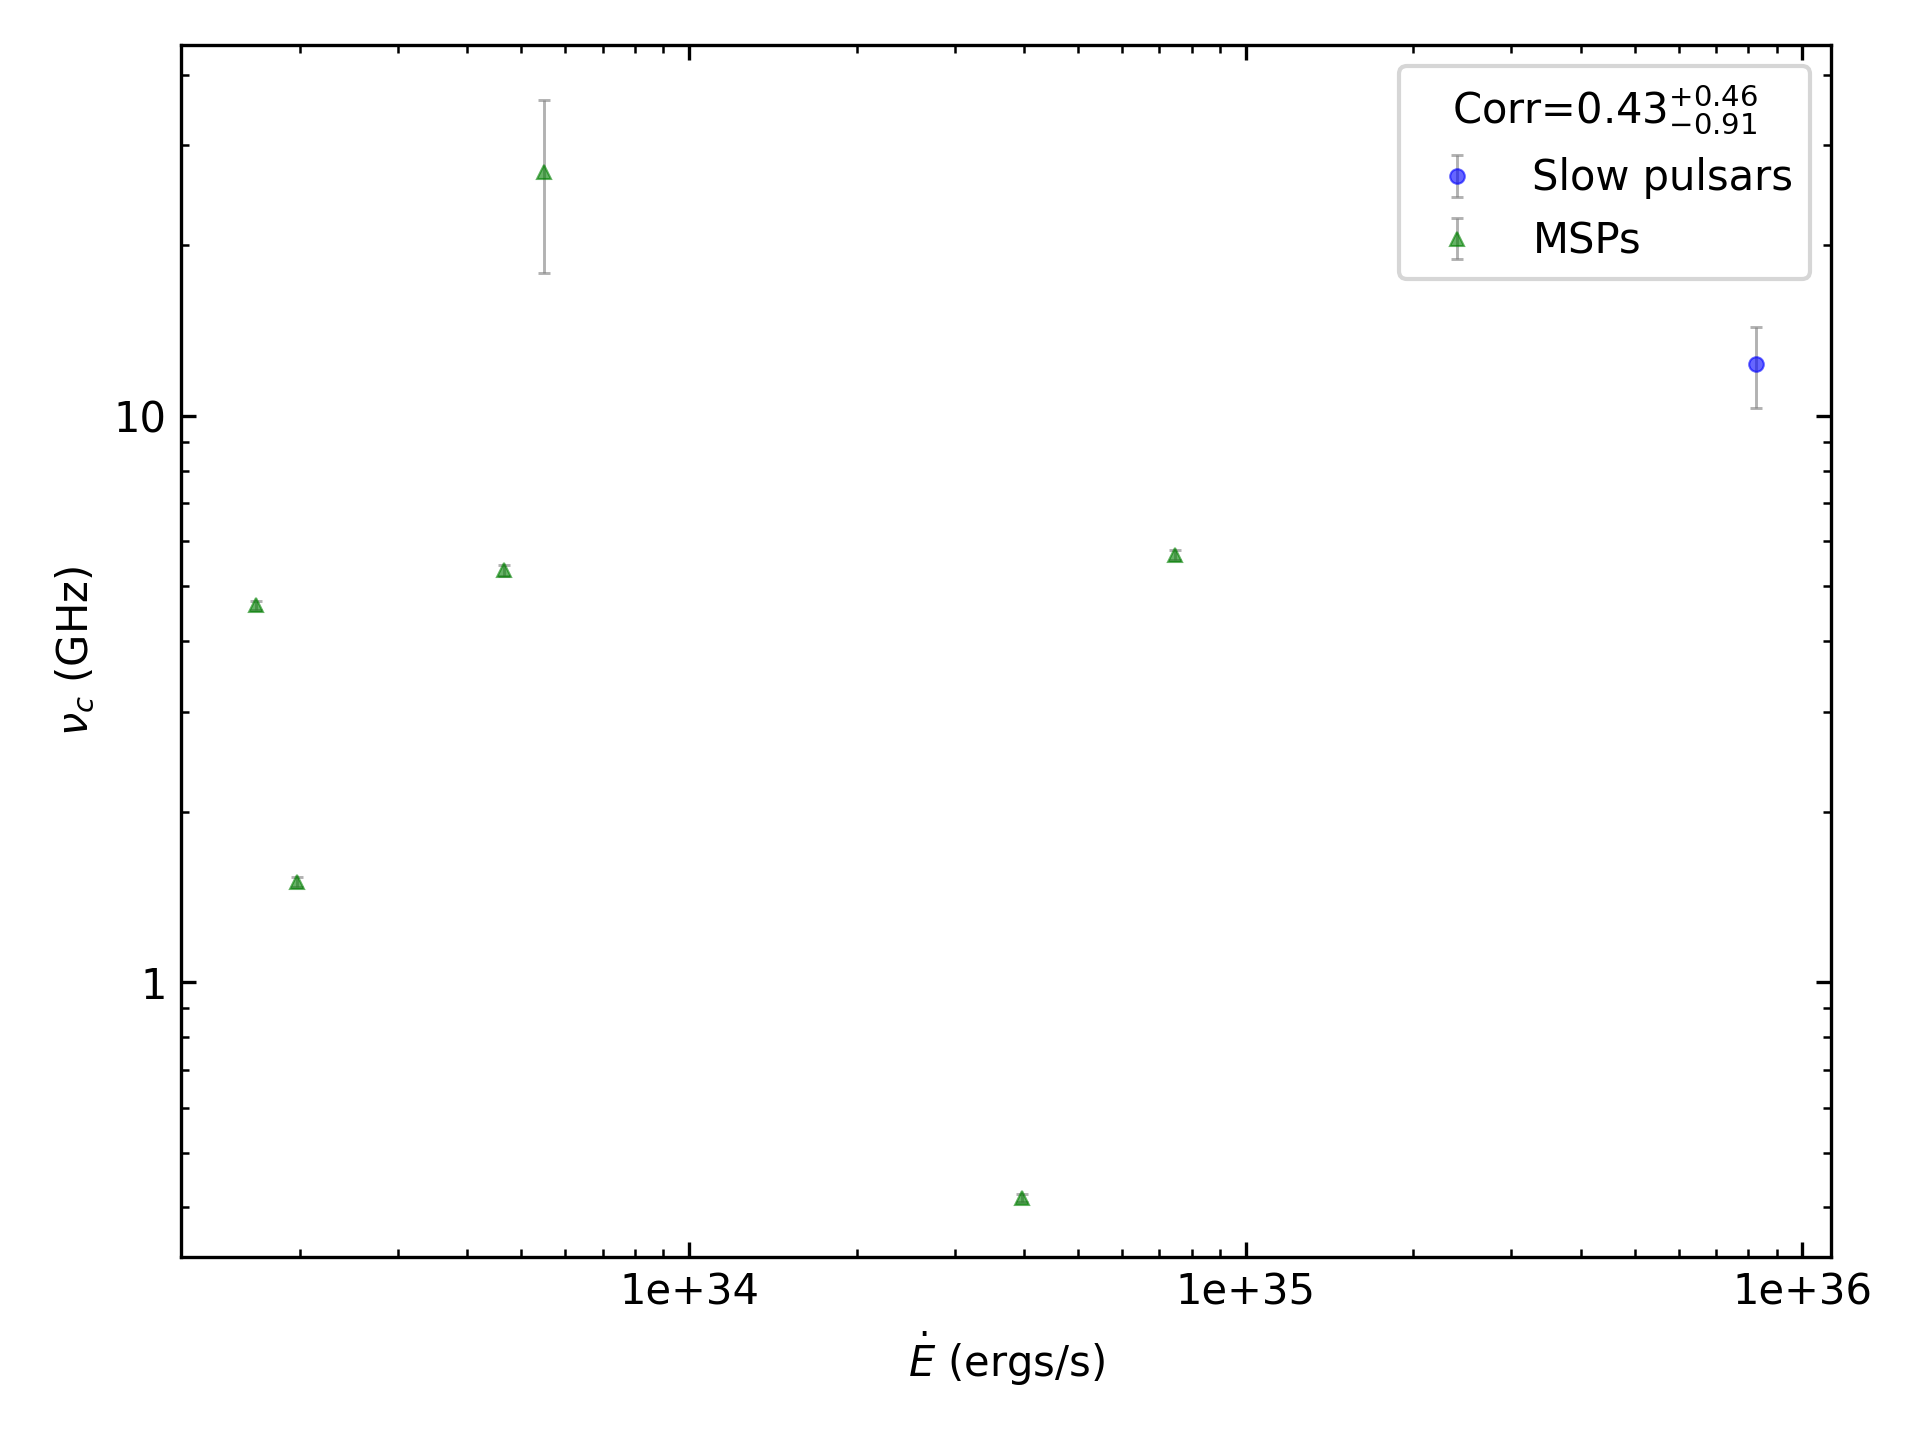 Corr=0.43^{+0.46}_{−0.91}
Slow pulsars
MSPs
10
1
ν_c (GHz)
1e+34
1e+35
1e+36
Ė (ergs/s)